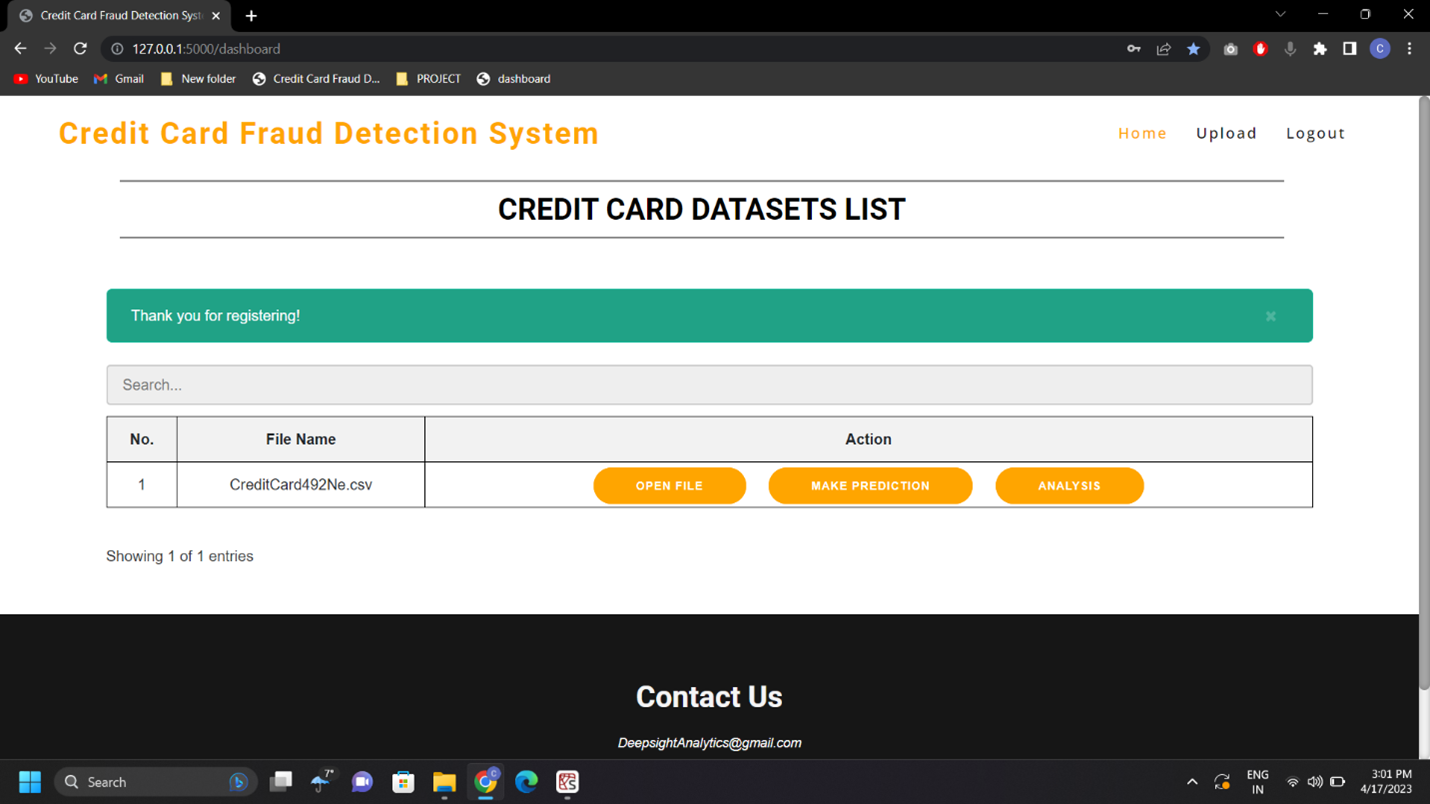 Credit Card Fraud Detection Syst
127.0.0.1:5000/dashboard
C
YouTube Gmail New folder Credit Card Fraud D... PROJECT dashboard
Credit Card Fraud Detection System
Home Upload Logout
CREDIT CARD DATASETS LIST
Thank you for registering!
Search...
No. File Name Action
1 CreditCard492Ne.csv OPEN FILE MAKE PREDICTION ANALYSIS
Showing 1 of 1 entries
Contact Us
DeepsightAnalytics@gmail.com
Search 7° C ENG 3:01 PM
IN 4/17/2023